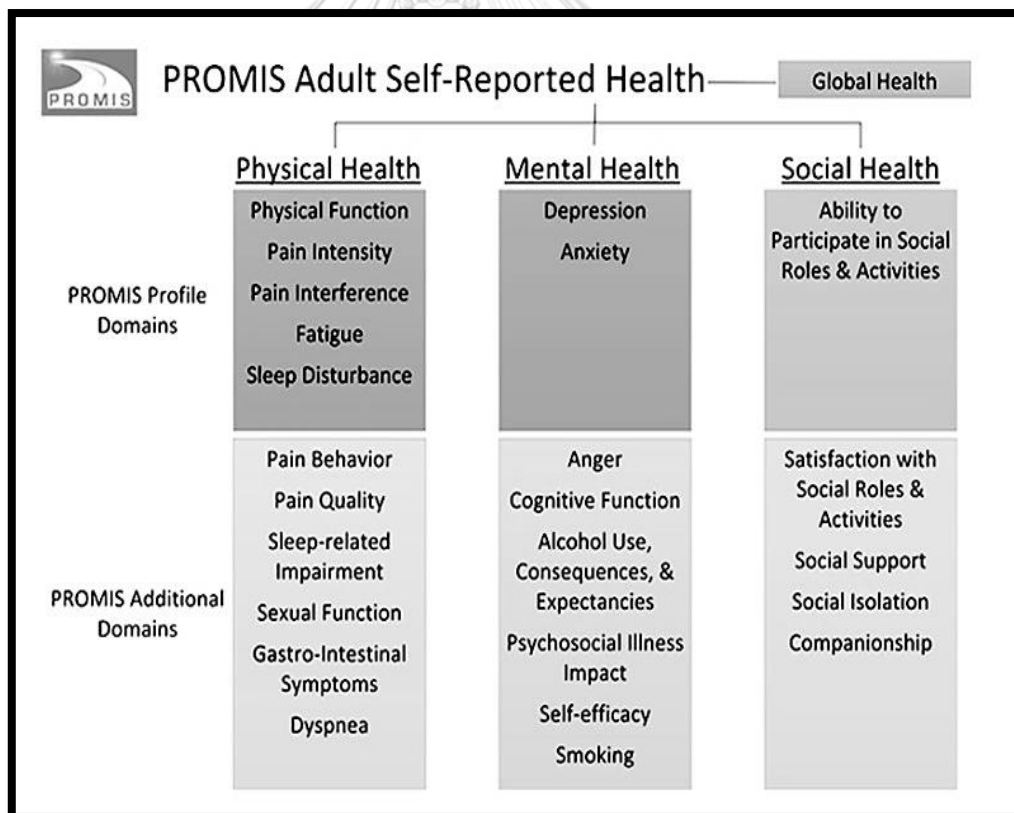 PROMIS
PROMIS Adult Self-Reported Health
Global Health
Physical Health
Mental Health
Social Health
PROMIS Profile
Domains
Physical Function
Pain Intensity
Pain Interference
Fatigue
Sleep Disturbance
Depression
Anxiety
Ability to
Participate in Social
Roles & Activities
PROMIS Additional
Domains
Pain Behavior
Pain Quality
Sleep-related
Impairment
Sexual Function
Gastro-Intestinal
Symptoms
Dyspnea
Anger
Cognitive Function
Alcohol Use,
Consequences, &
Expectancies
Psychosocial Illness
Impact
Self-efficacy
Smoking
Satisfaction with
Social Roles &
Activities
Social Support
Social Isolation
Companionship